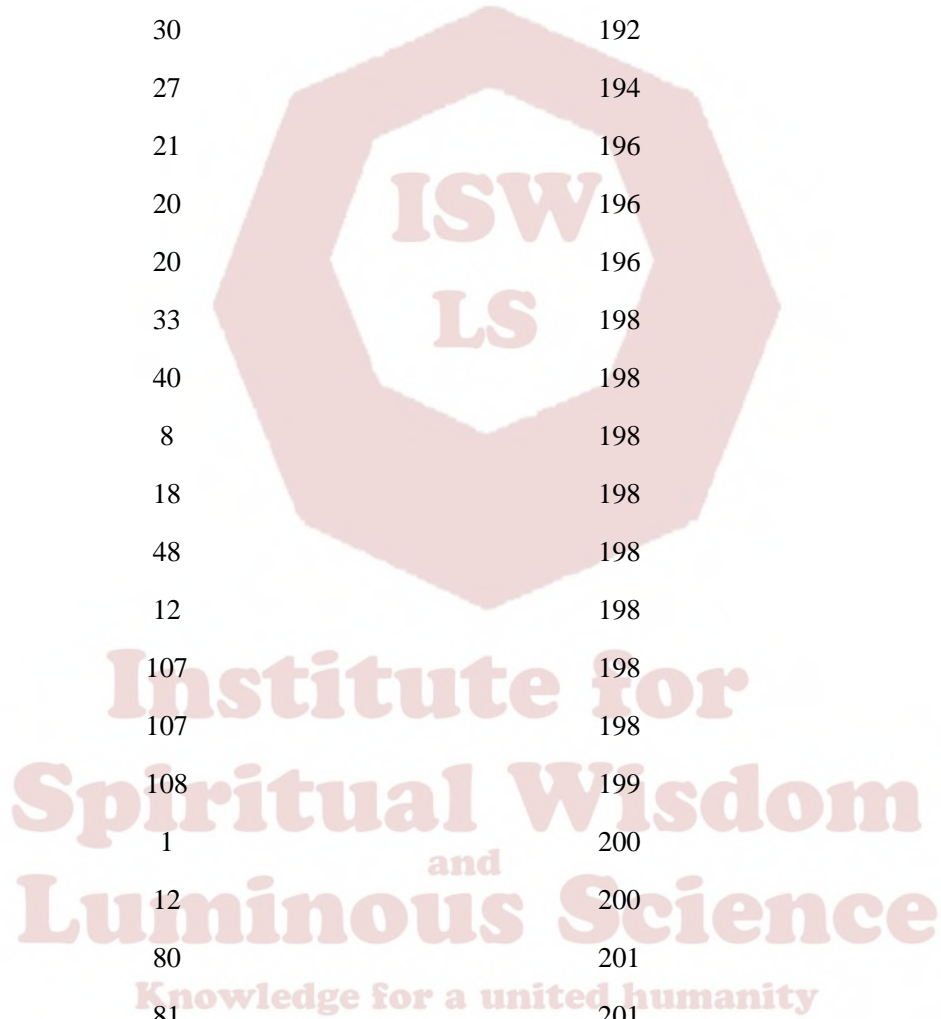 30 192
27 194
21 196
ISW
20 196
20 196
LS
33 198
40 198
8 198
18 198
48 198
12 198
Institute for
107 198
107 198
Spiritual Wisdom
108 199
1 200
and
Luminous Science
12 200
80 201
Knowledge for a united humanity
81 201